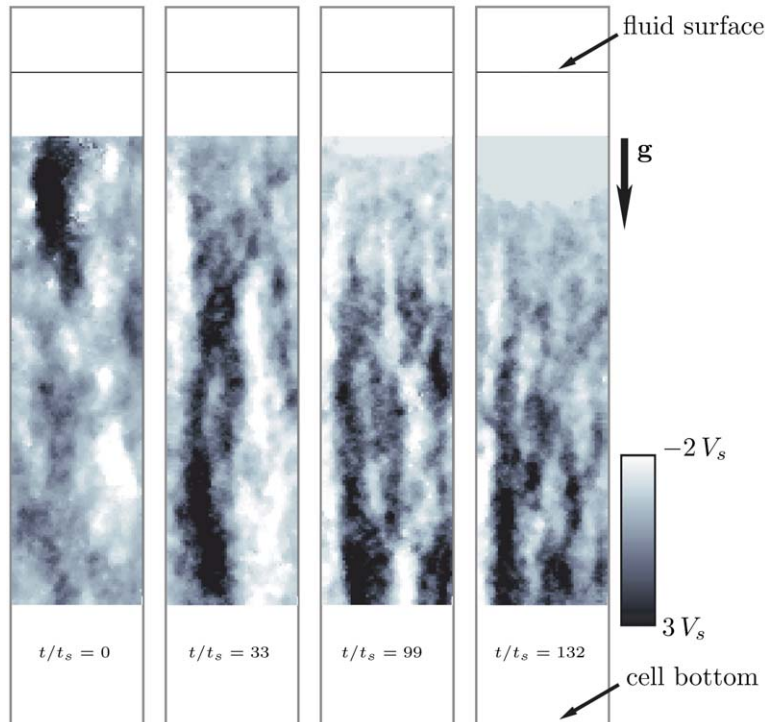 fluid surface
g
−2 V_s
3 V_s
t/t_s = 0
t/t_s = 33
t/t_s = 99
t/t_s = 132
cell bottom